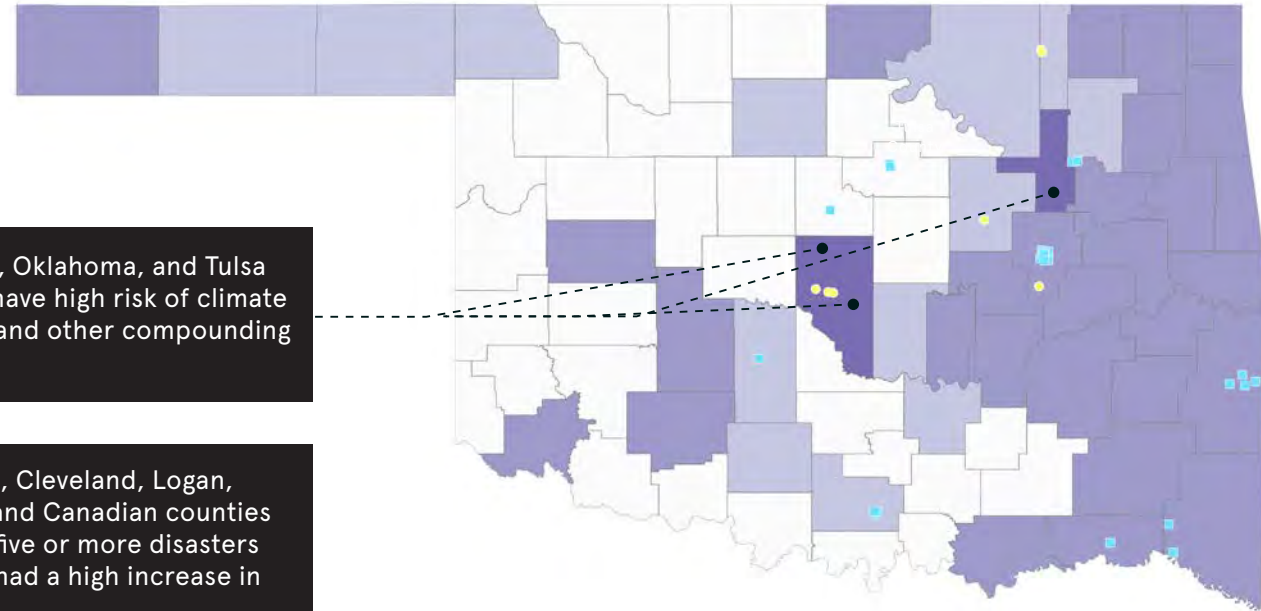 , Oklahoma, and Tulsa
have high risk of climate
and other compounding
, Cleveland, Logan,
and Canadian counties
five or more disasters
had a high increase in